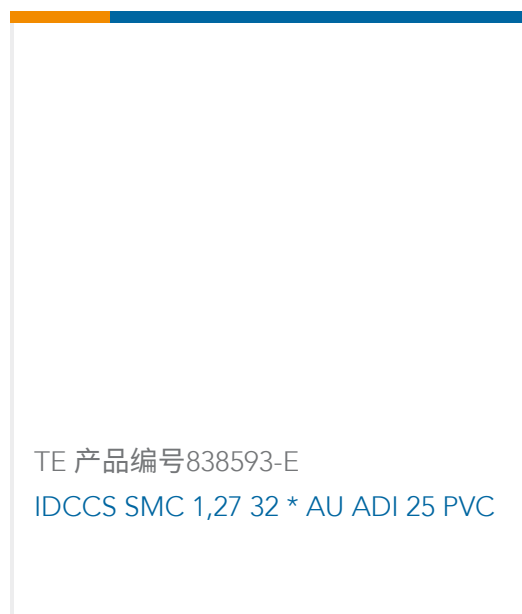 TE 产品编号838593-E
IDCCS SMC 1,27 32 * AU ADI 25 PVC